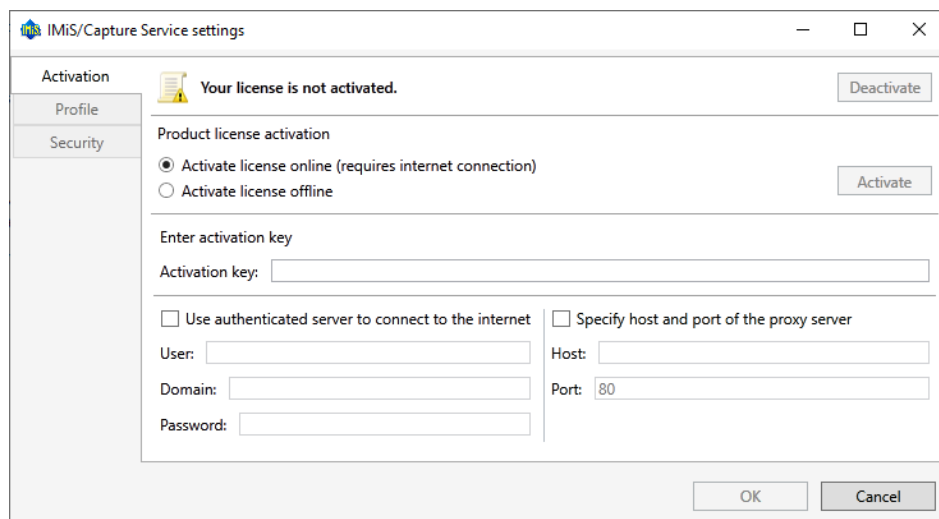 IMiS/Capture Service settings
Activation
Profile
Security
Your license is not activated.
Deactivate
Product license activation
Activate license online (requires internet connection)
Activate license offline
Activate
Enter activation key
Activation key:
Use authenticated server to connect to the internet
User:
Domain:
Password:
Specify host and port of the proxy server
Host:
Port: 80
OK
Cancel